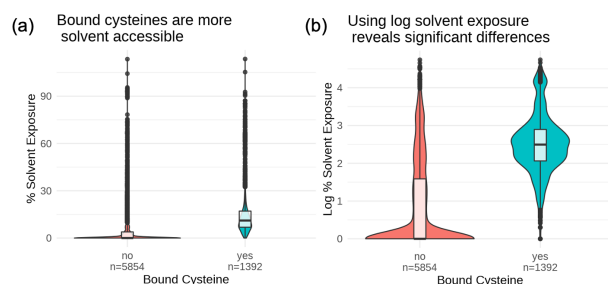 (a)
Bound cysteines are more
solvent accessible
% Solvent Exposure
90
60
30
0
no
n=5854
yes
n=1392
Bound Cysteine
(b)
Using log solvent exposure
reveals significant differences
Log % Solvent Exposure
4
3
2
1
0
no
n=5854
yes
n=1392
Bound Cysteine